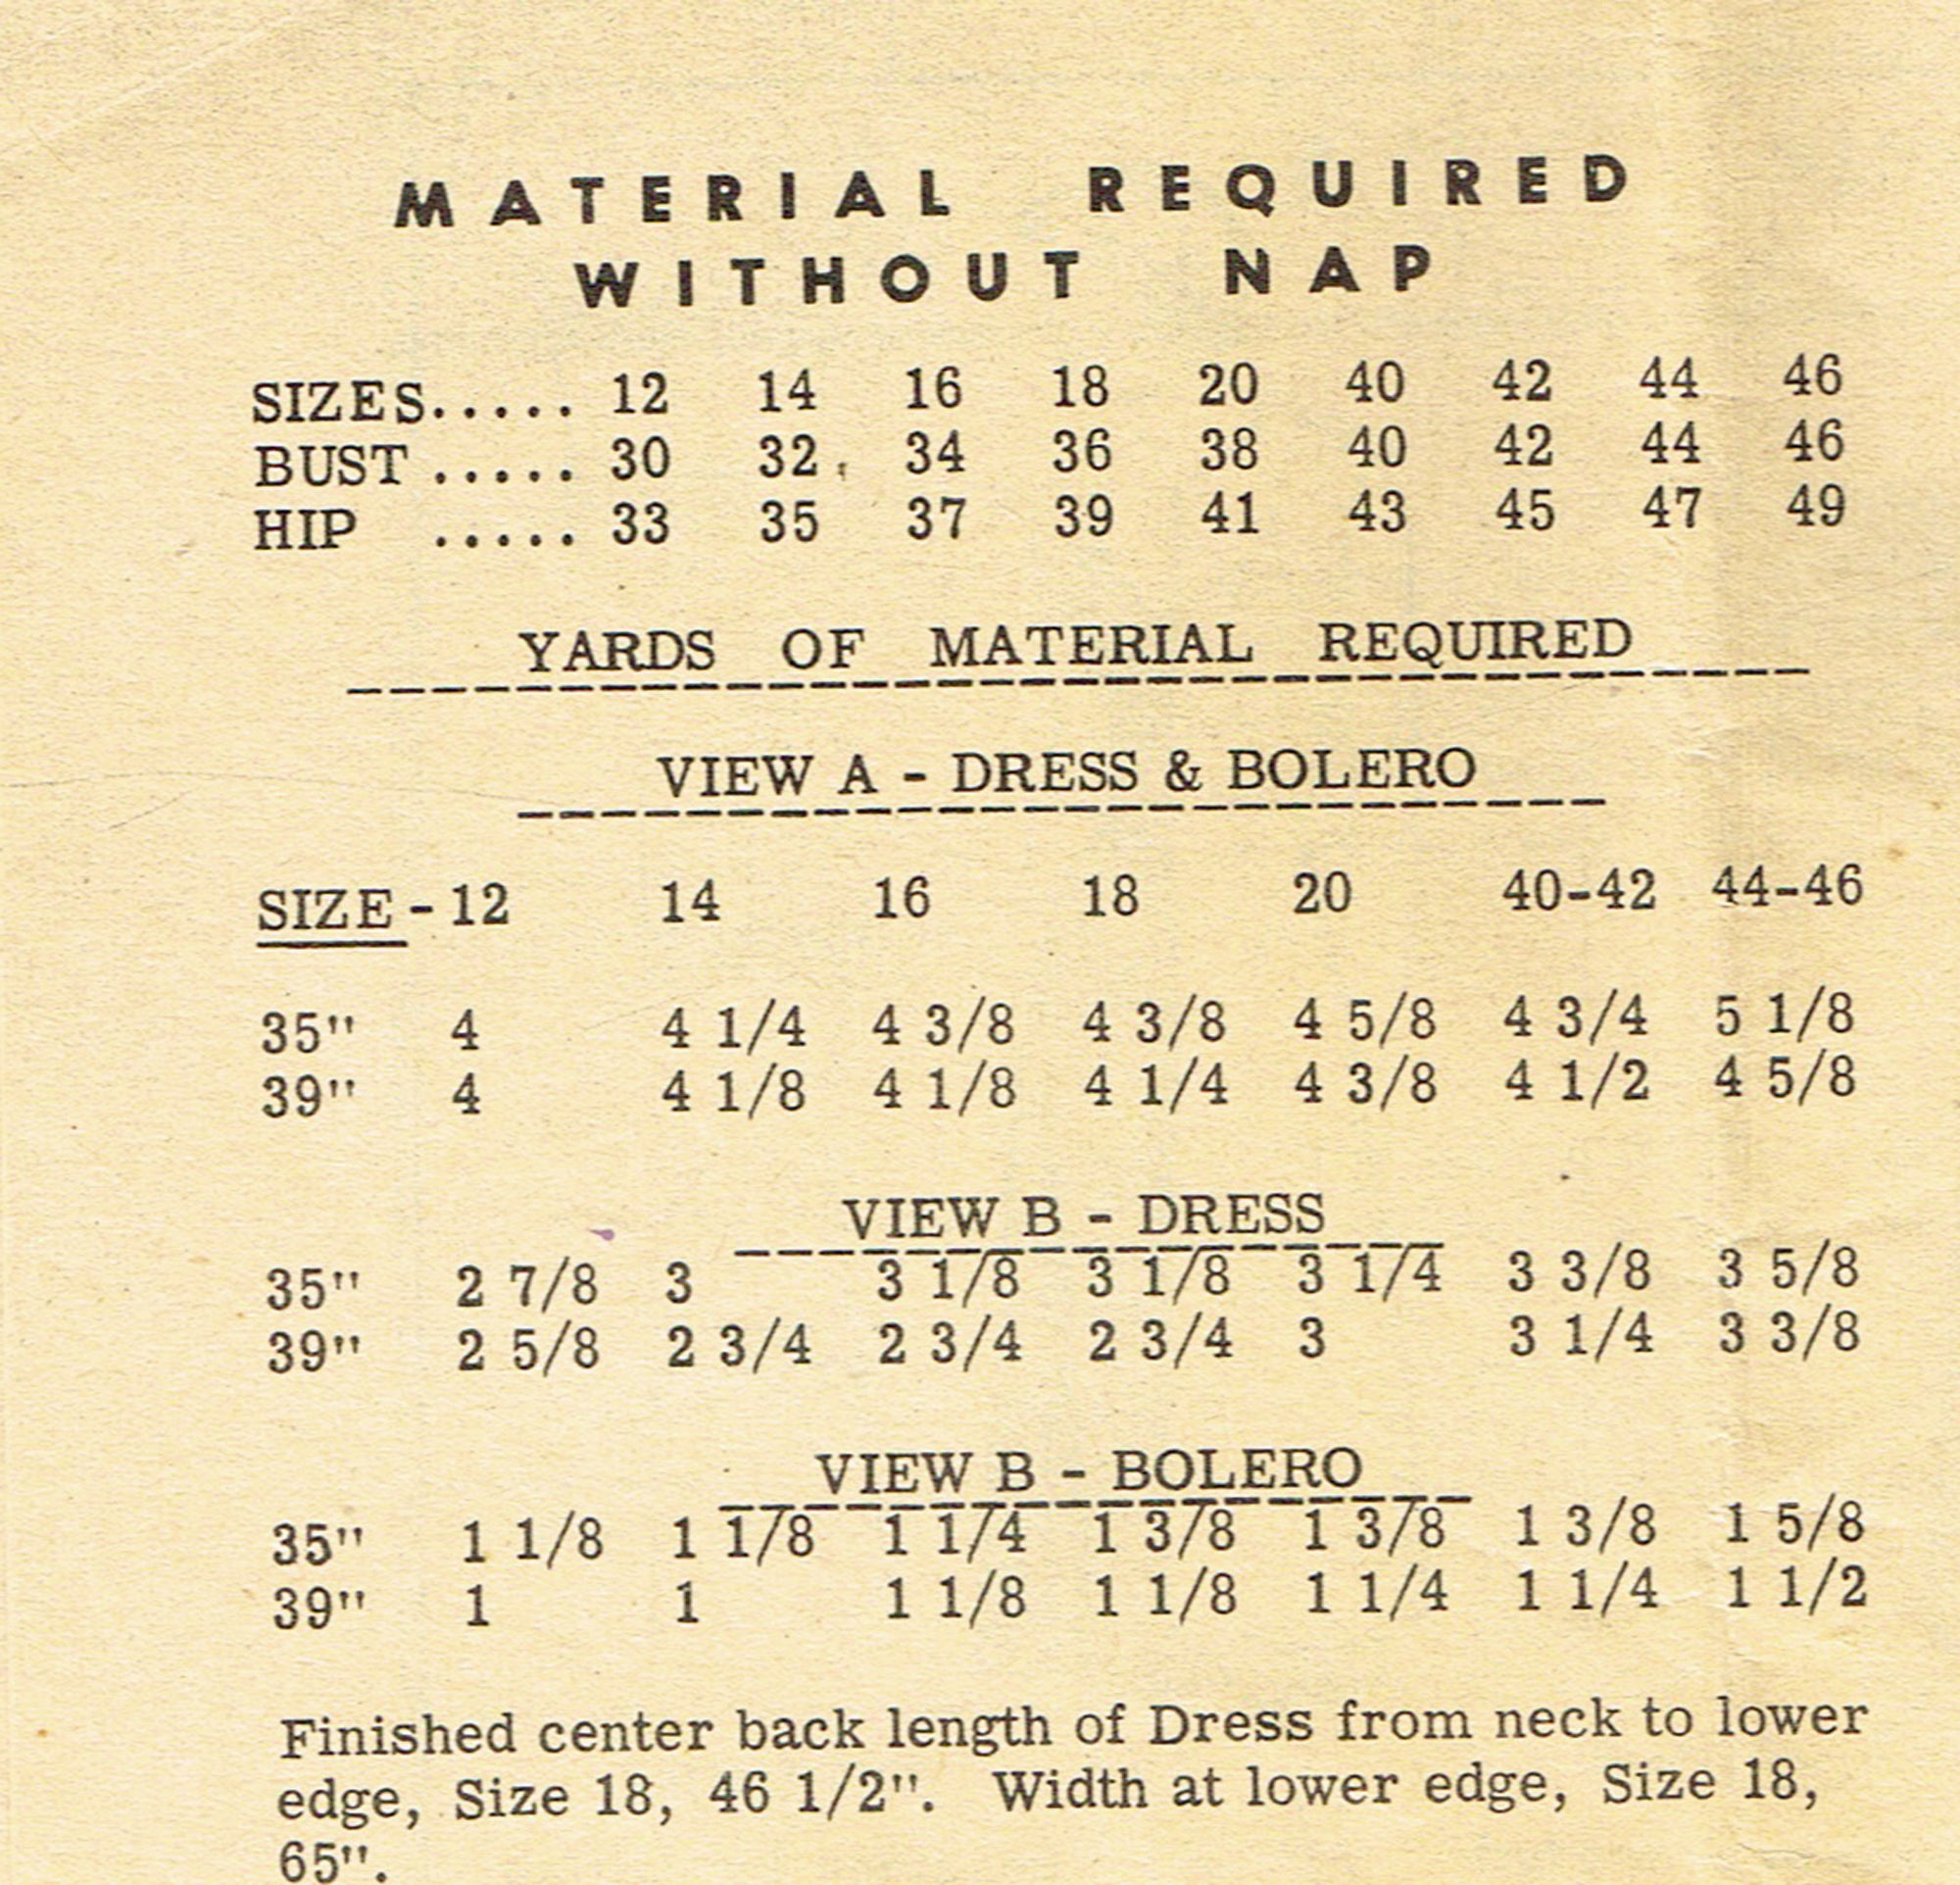 MATERIAL REQUIRED
WITHOUT NAP
SIZES..... 12 14 16 18 20 40 42 44 46
BUST ..... 30 32 34 36 38 40 42 44 46
HIP ..... 33 35 37 39 41 43 45 47 49
YARDS OF MATERIAL REQUIRED
VIEW A - DRESS & BOLERO
SIZE - 12 14 16 18 20 40-42 44-46
35" 4 4 1/4 4 3/8 4 3/8 4 5/8 4 3/4 5 1/8
39" 4 4 1/8 4 1/8 4 1/4 4 3/8 4 1/2 4 5/8
VIEW B - DRESS
35" 2 7/8 3 3 1/8 3 1/8 3 1/4 3 3/8 3 5/8
39" 2 5/8 2 3/4 2 3/4 2 3/4 3 3 1/4 3 3/8
VIEW B - BOLERO
35" 1 1/8 1 1/8 1 1/4 1 3/8 1 3/8 1 3/8 1 5/8
39" 1 1 1 1/8 1 1/8 1 1/4 1 1/4 1 1/2
Finished center back length of Dress from neck to lower
edge, Size 18, 46 1/2". Width at lower edge, Size 18,
65".